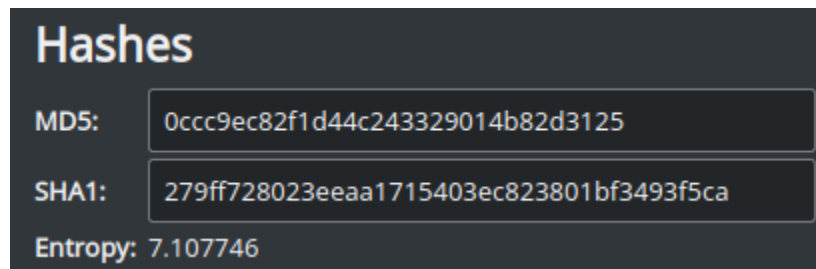 Hashes
MD5: 0ccc9ec82f1d44c243329014b82d3125
SHA1: 279ff728023eeaa1715403ec823801bf3493f5ca
Entropy: 7.107746